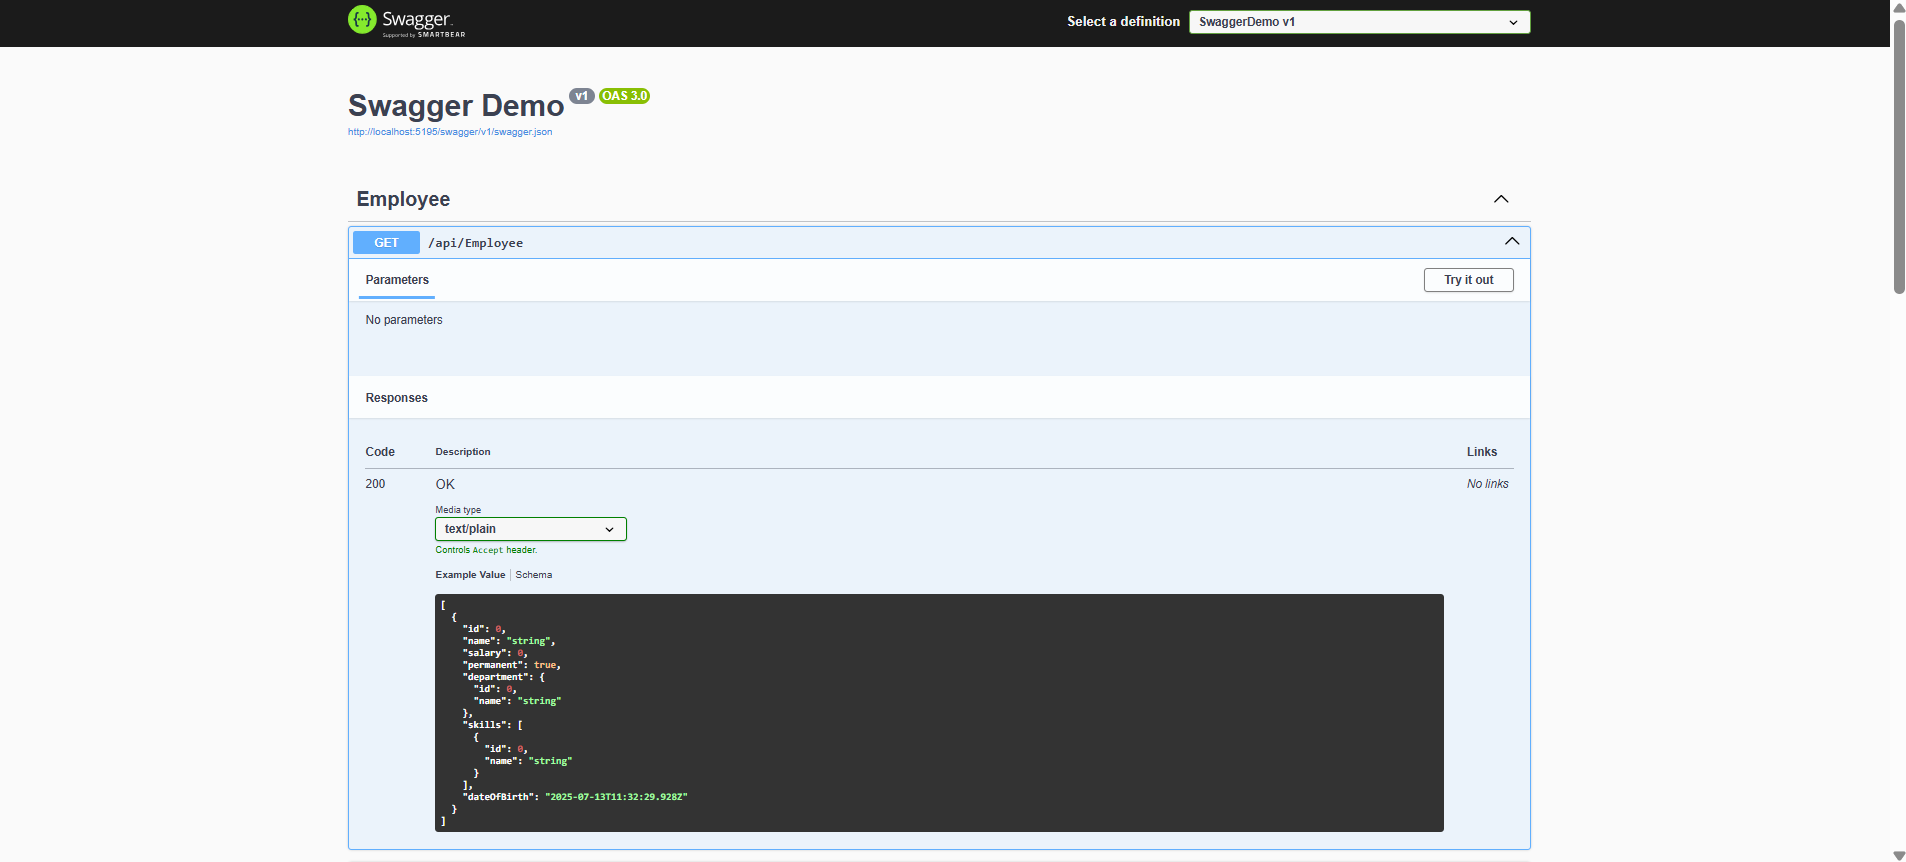 Swagger
Supported by SMARTBEAR
Select a definition
SwaggerDemo v1
Swagger Demo v1 OAS 3.0
http://localhost:5195/swagger/v1/swagger.json
Employee
GET /api/Employee
Parameters
Try it out
No parameters
Responses
Code Description Links
200 OK No links
Media type
text/plain
Controls Accept header.
Example Value | Schema
[
  {
    "id": 0,
    "name": "string",
    "salary": 0,
    "permanent": true,
    "department": {
      "id": 0,
      "name": "string"
    },
    "skills": [
      {
        "id": 0,
        "name": "string"
      }
    ],
    "dateOfBirth": "2025-07-13T11:32:29.928Z"
  }
]